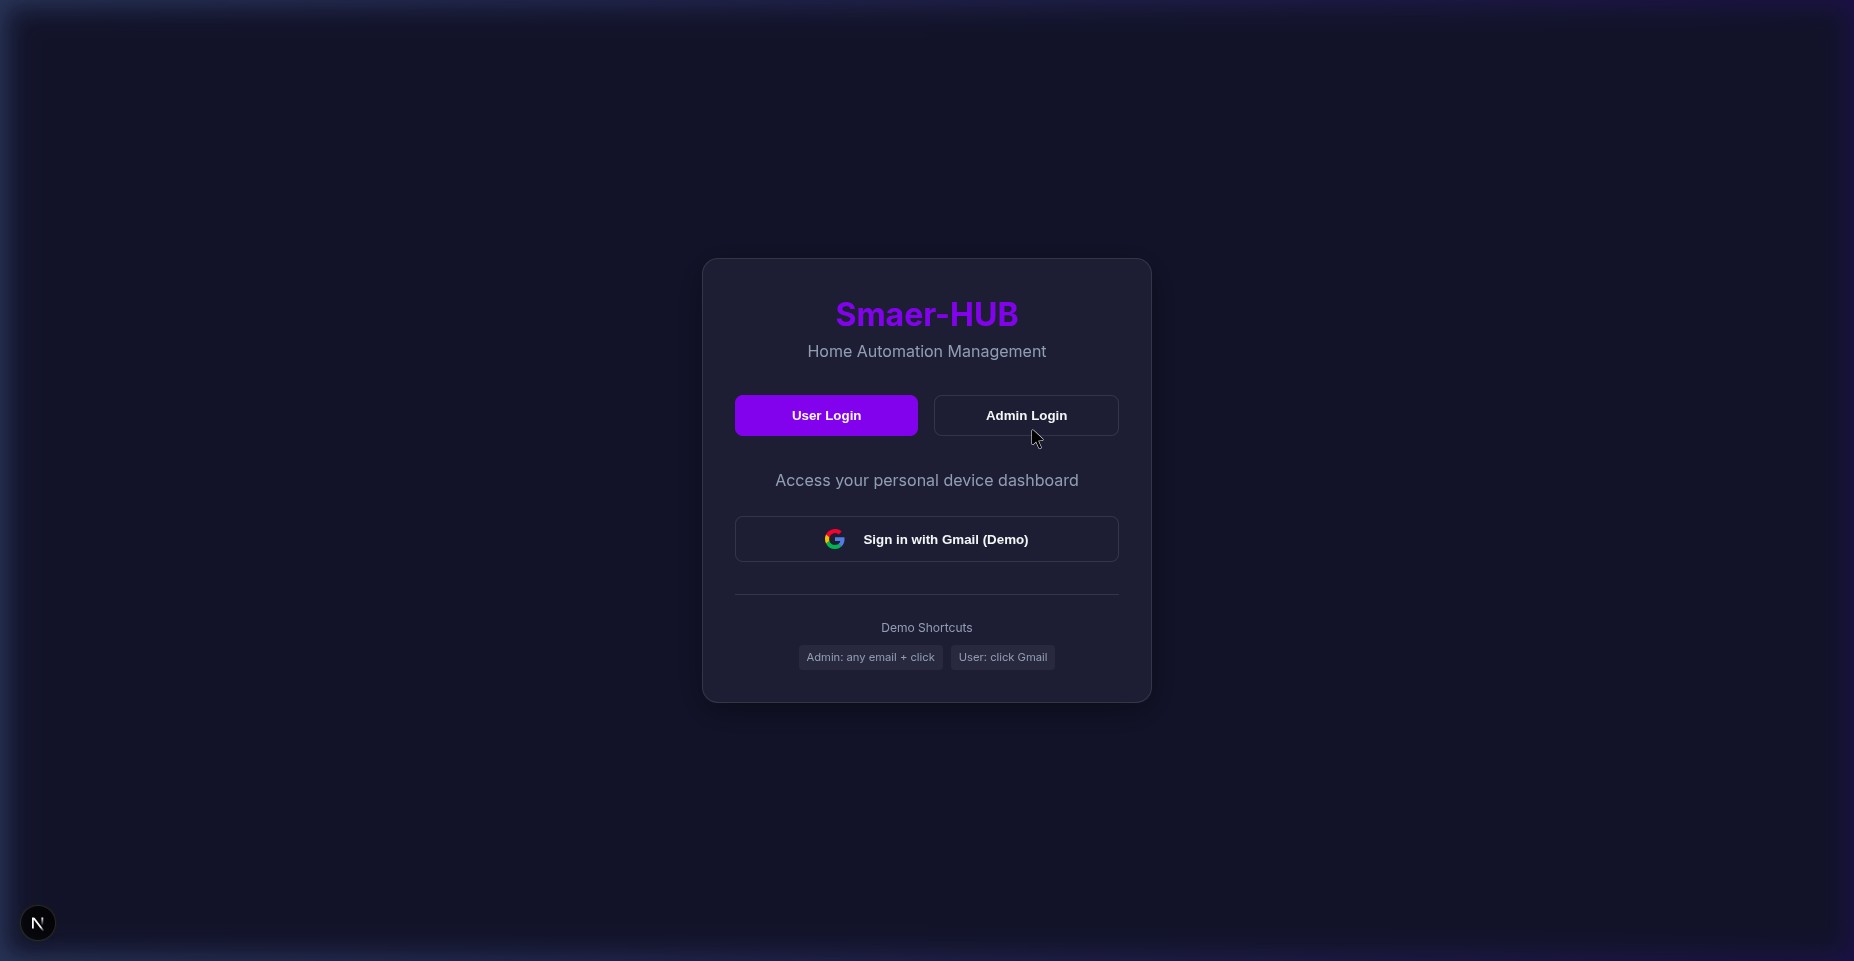 Smaer-HUB
Home Automation Management
User Login
Admin Login
Access your personal device dashboard
Sign in with Gmail (Demo)
Demo Shortcuts
Admin: any email + click
User: click Gmail
N